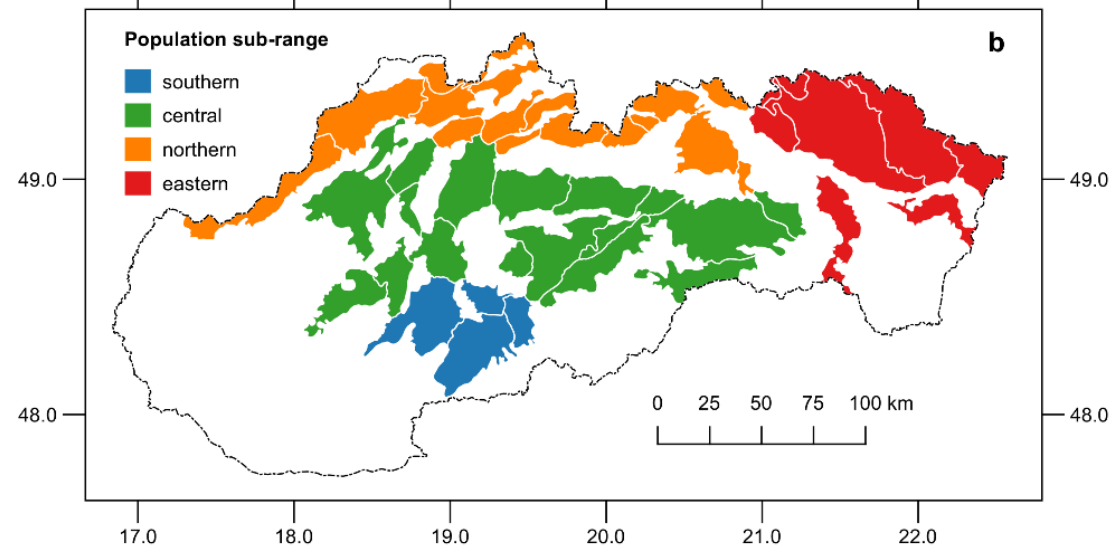 b
Population sub-range
southern
central
northern
eastern
49.0 49.0
0 25 50 75 100 km
48.0 48.0
17.0 18.0 19.0 20.0 21.0 22.0